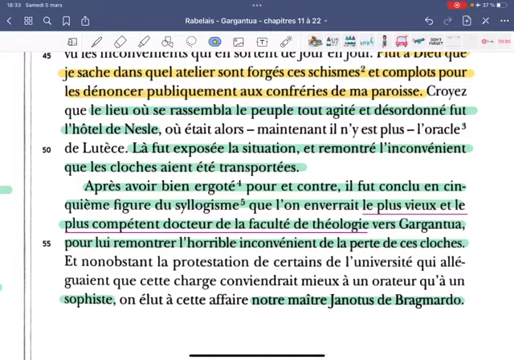 18:33 Samedi 5 mars
37 %
Rabelais - Gargantua - chapitres 11 à 22
DON'T FORGET
45 vu les inconvénients qui en sortent de jour en jour. Plût à Dieu que
je sache dans quel atelier sont forgés ces schismes² et complots pour
les dénoncer publiquement aux confréries de ma paroisse. Croyez
que le lieu où se rassembla le peuple tout agité et désordonné fut
l'hôtel de Nesle, où était alors – maintenant il n'y est plus – l'oracle³
50 de Lutèce. Là fut exposée la situation, et remontré l'inconvénient
que les cloches aient été transportées.
Après avoir bien ergoté⁴ pour et contre, il fut conclu en cin-
quième figure du syllogisme⁵ que l'on enverrait le plus vieux et le
plus compétent docteur de la faculté de théologie vers Gargantua,
55 pour lui remontrer l'horrible inconvénient de la perte de ces cloches.
Et nonobstant la protestation de certains de l'université qui allé-
guaient que cette charge conviendrait mieux à un orateur qu'à un
sophiste, on élut à cette affaire notre maître Janotus de Bragmardo.